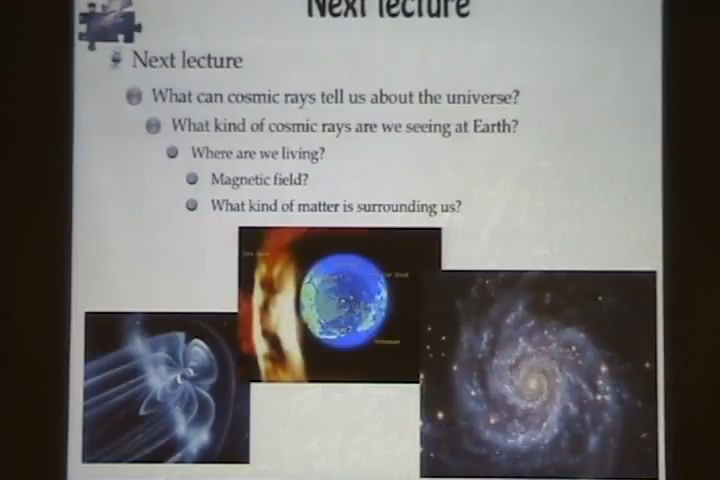 Next lecture
Next lecture
What can cosmic rays tell us about the universe?
What kind of cosmic rays are we seeing at Earth?
Where are we living?
Magnetic field?
What kind of matter is surrounding us?